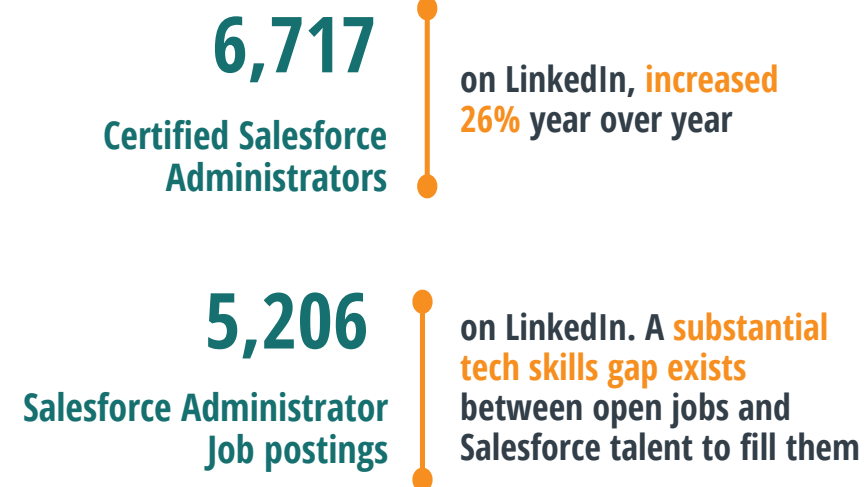 6,717
Certified Salesforce
Administrators
on LinkedIn, increased
26% year over year
5,206
Salesforce Administrator
Job postings
on LinkedIn. A substantial
tech skills gap exists
between open jobs and
Salesforce talent to fill them